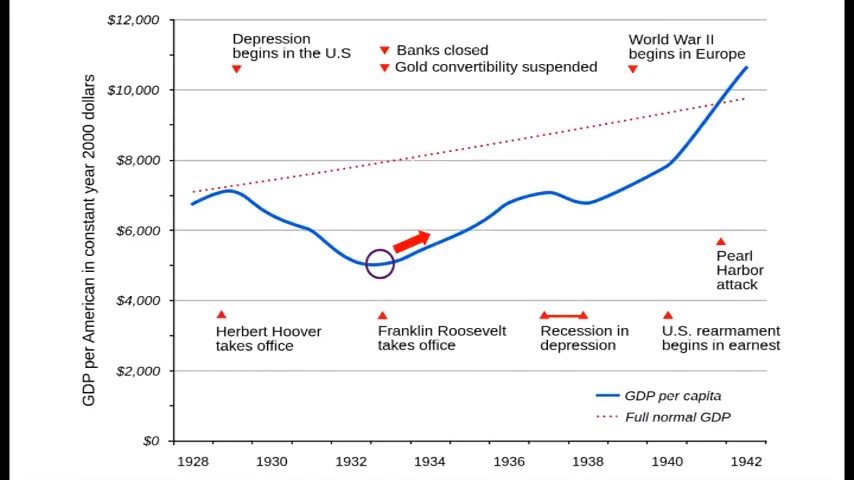 $12,000
$10,000
$8,000
$6,000
$4,000
$2,000
$0
GDP per American in constant year 2000 dollars
Depression
begins in the U.S
Banks closed
Gold convertibility suspended
World War II
begins in Europe
Pearl
Harbor
attack
Herbert Hoover
takes office
Franklin Roosevelt
takes office
Recession in
depression
U.S. rearmament
begins in earnest
GDP per capita
Full normal GDP
1928
1930
1932
1934
1936
1938
1940
1942